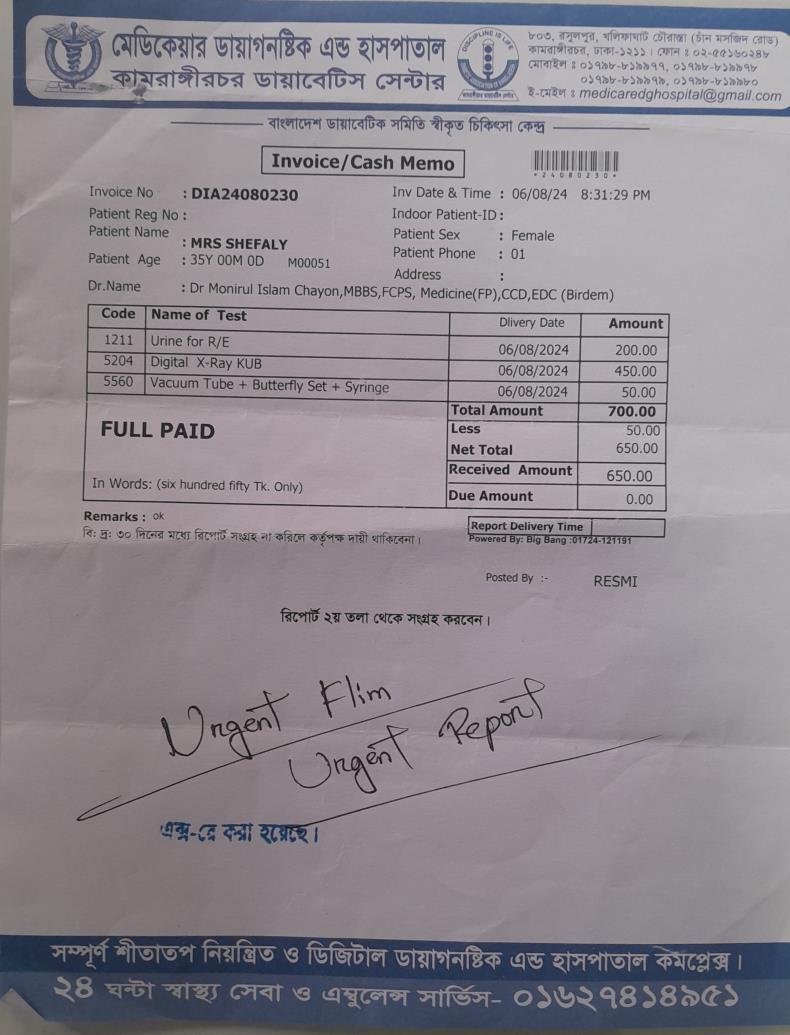 মেডিকেয়ার ডায়াগনষ্টিক এন্ড হাসপাতাল
কামরাঙ্গীরচর ডায়াবেটিস সেন্টার
DISCIPLINE IS LIFE
৮০৩, রসুলপুর, খলিফাঘাট চৌরাস্তা (চাঁন মসজিদ রোড)
কামরাঙ্গীরচর, ঢাকা-১২১১ । ফোন ঃ ০২-৫৫১৬০২৪৮
মোবাইল ঃ
ই-মেইল ঃ medicaredghospital@gmail.com
বাংলাদেশ ডায়াবেটিক সমিতি স্বীকৃত চিকিৎসা কেন্দ্র
Invoice/Cash Memo
*24080230*
Invoice No : DIA24080230 Inv Date & Time : 06/08/24 8:31:29 PM
Patient Reg No : Indoor Patient-ID :
Patient Name : MRS SHEFALY Patient Sex : Female
Patient Age : 35Y 00M 0D M00051 Patient Phone : 01
Address :
Dr.Name : Dr Monirul Islam Chayon,MBBS,FCPS, Medicine(FP),CCD,EDC (Birdem)
Code Name of Test Dlivery Date Amount
1211 Urine for R/E 06/08/2024 200.00
5204 Digital X-Ray KUB 06/08/2024 450.00
5560 Vacuum Tube + Butterfly Set + Syringe 06/08/2024 50.00
Total Amount 700.00
FULL PAID Less 50.00
Net Total 650.00
Received Amount 650.00
In Words: (six hundred fifty Tk. Only)
Due Amount 0.00
Remarks : ok
Report Delivery Time
বি: দ্র: ৩০ দিনের মধ্যে রিপোর্ট সংগ্রহ না করিলে কর্তৃপক্ষ দায়ী থাকিবেনা ।
Powered By: Big Bang :01724-121191
Posted By :- RESMI
রিপোর্ট ২য় তলা থেকে সংগ্রহ করবেন ।
Urgent Flim
Urgent Report
এক্স-রে করা হয়েছে ।
সম্পূর্ণ শীতাতপ নিয়ন্ত্রিত ও ডিজিটাল ডায়াগনষ্টিক এন্ড হাসপাতাল কমপ্লেক্স ।
২৪ ঘন্টা স্বাস্থ্য সেবা ও এম্বুলেন্স সার্ভিস- ০১৬২৭৪১৪৯৫১